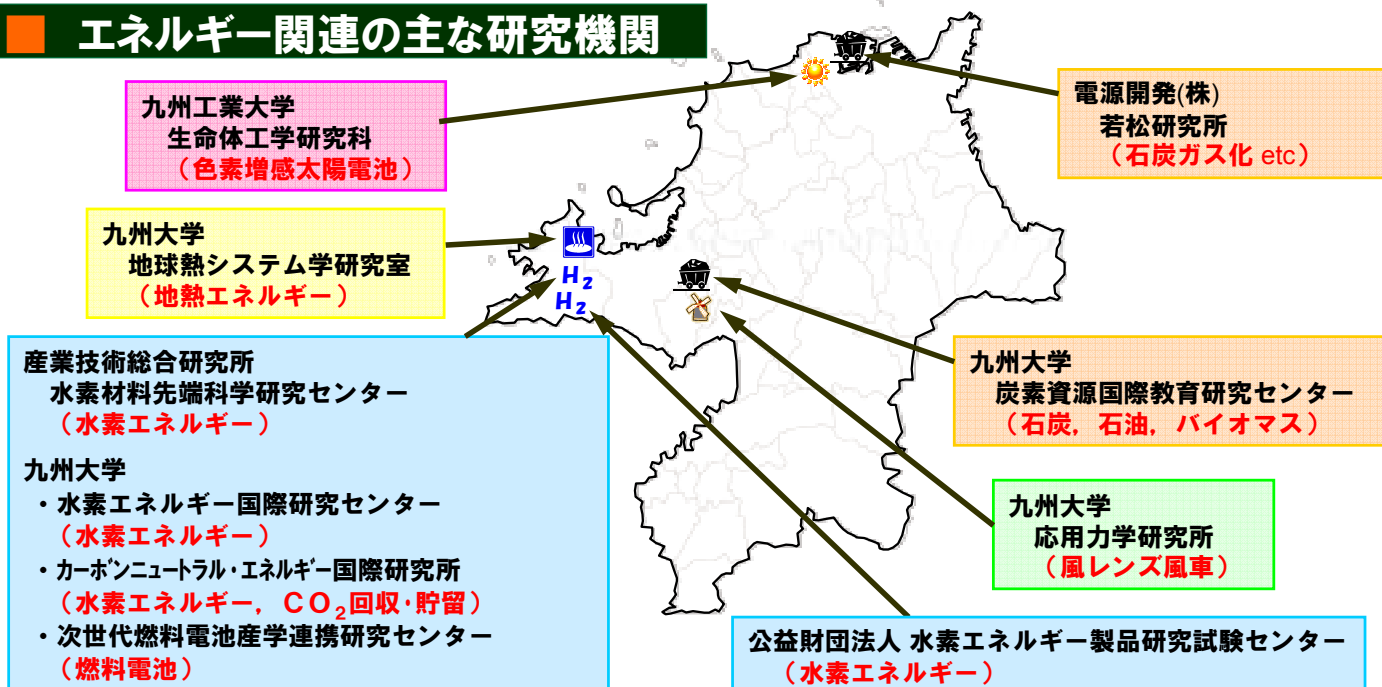 エネルギー関連の主な研究機関
九州工業大学
生命体工学研究科
（色素増感太陽電池）
電源開発(株)
若松研究所
（石炭ガス化 etc）
九州大学
地球熱システム学研究室
（地熱エネルギー）
H2
H2
産業技術総合研究所
水素材料先端科学研究センター
（水素エネルギー）
九州大学
・水素エネルギー国際研究センター
（水素エネルギー）
・カーボンニュートラル・エネルギー国際研究所
（水素エネルギー，ＣＯ2回収・貯留）
・次世代燃料電池産学連携研究センター
（燃料電池）
九州大学
炭素資源国際教育研究センター
（石炭，石油，バイオマス）
九州大学
応用力学研究所
（風レンズ風車）
公益財団法人 水素エネルギー製品研究試験センター
（水素エネルギー）